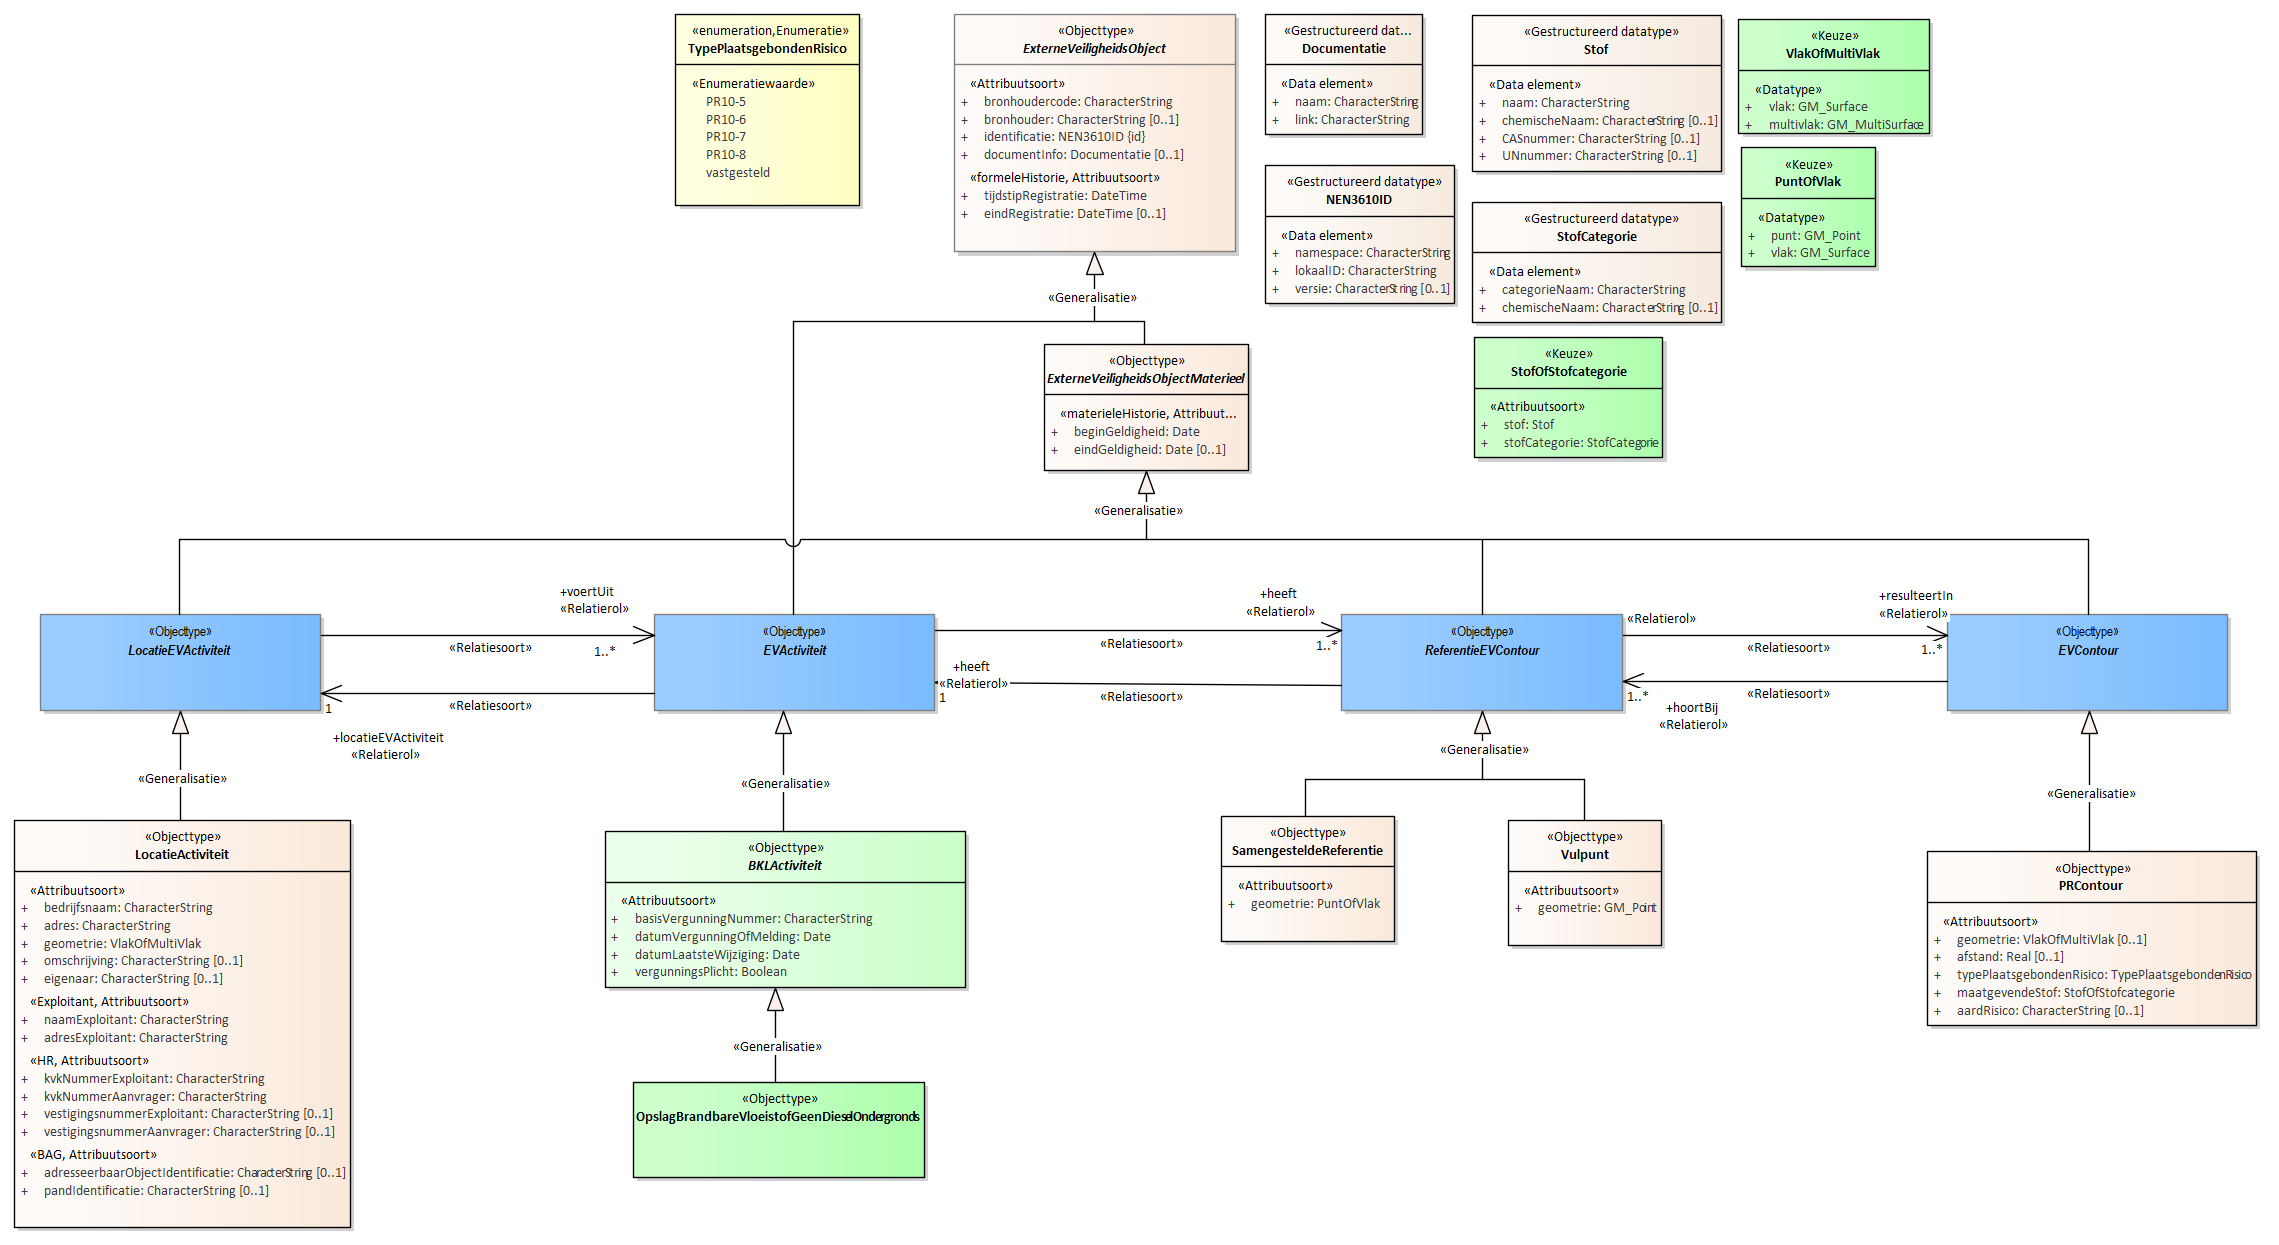 «enumeration,Enumeratie»
TypePlaatsgebondenRisico
«Enumeratiewaarde»
PR10-5
PR10-6
PR10-7
PR10-8
vastgesteld
«Objecttype»
ExterneVeiligheidsObject
«Attribuutsoort»
+ bronhoudercode: CharacterString
+ bronhouder: CharacterString [0..1]
+ identificatie: NEN3610ID {id}
+ documentInfo: Documentatie [0..1]
«formeleHistorie, Attribuutsoort»
+ tijdstipRegistratie: DateTime
+ eindRegistratie: DateTime [0..1]
«Gestructureerd dat...
Documentatie
«Data element»
+ naam: CharacterString
+ link: CharacterString
«Gestructureerd datatype»
NEN3610ID
«Data element»
+ namespace: CharacterString
+ lokaalID: CharacterString
+ versie: CharacterString [0..1]
«Gestructureerd datatype»
Stof
«Data element»
+ naam: CharacterString
+ chemischeNaam: CharacterString [0..1]
+ CASnummer: CharacterString [0..1]
+ UNnummer: CharacterString [0..1]
«Gestructureerd datatype»
StofCategorie
«Data element»
+ categorieNaam: CharacterString
+ chemischeNaam: CharacterString [0..1]
«Keuze»
StofOfStofcategorie
«Attribuutsoort»
+ stof: Stof
+ stofCategorie: StofCategorie
«Keuze»
VlakOfMultiVlak
«Datatype»
+ vlak: GM_Surface
+ multivlak: GM_MultiSurface
«Keuze»
PuntOfVlak
«Datatype»
+ punt: GM_Point
+ vlak: GM_Surface
«Generalisatie»
«Objecttype»
ExterneVeiligheidsObjectMaterieel
«materieleHistorie, Attribuut...
+ beginGeldigheid: Date
+ eindGeldigheid: Date [0..1]
«Generalisatie»
«Objecttype»
LocatieEVActiviteit
+voertUit
«Relatierol»
«Relatiesoort»
1..*
1
«Relatiesoort»
+locatieEVActiviteit
«Relatierol»
«Objecttype»
EVActiviteit
+heeft
«Relatierol»
«Relatiesoort»
1..*
+heeft
«Relatierol»
1
«Relatiesoort»
«Objecttype»
ReferentieEVContour
«Relatierol»
+resulteertIn
«Relatierol»
«Relatiesoort»
1..*
1..*
«Relatiesoort»
+hoortBij
«Relatierol»
«Objecttype»
EVContour
«Generalisatie»
«Generalisatie»
«Generalisatie»
«Generalisatie»
«Objecttype»
LocatieActiviteit
«Attribuutsoort»
+ bedrijfsnaam: CharacterString
+ adres: CharacterString
+ geometrie: VlakOfMultiVlak
+ omschrijving: CharacterString [0..1]
+ eigenaar: CharacterString [0..1]
«Exploitant, Attribuutsoort»
+ naamExploitant: CharacterString
+ adresExploitant: CharacterString
«HR, Attribuutsoort»
+ kvkNummerExploitant: CharacterString
+ kvkNummerAanvrager: CharacterString
+ vestigingsnummerExploitant: CharacterString [0..1]
+ vestigingsnummerAanvrager: CharacterString [0..1]
«BAG, Attribuutsoort»
+ adresseerbaarObjectIdentificatie: CharacterString [0..1]
+ pandIdentificatie: CharacterString [0..1]
«Objecttype»
BKLActiviteit
«Attribuutsoort»
+ basisVergunningNummer: CharacterString
+ datumVergunningOfMelding: Date
+ datumLaatsteWijziging: Date
+ vergunningsPlicht: Boolean
«Generalisatie»
«Objecttype»
OpslagBrandbareVloeistofGeenDieselOndergronds
«Objecttype»
SamengesteldeReferentie
«Attribuutsoort»
+ geometrie: PuntOfVlak
«Objecttype»
Vulpunt
«Attribuutsoort»
+ geometrie: GM_Point
«Objecttype»
PRContour
«Attribuutsoort»
+ geometrie: VlakOfMultiVlak [0..1]
+ afstand: Real [0..1]
+ typePlaatsgebondenRisico: TypePlaatsgebondenRisico
+ maatgevendeStof: StofOfStofcategorie
+ aardRisico: CharacterString [0..1]